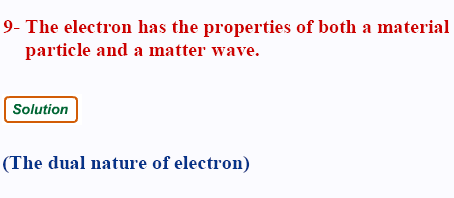 9- The electron has the properties of both a material
particle and a matter wave.
Solution
(The dual nature of electron)